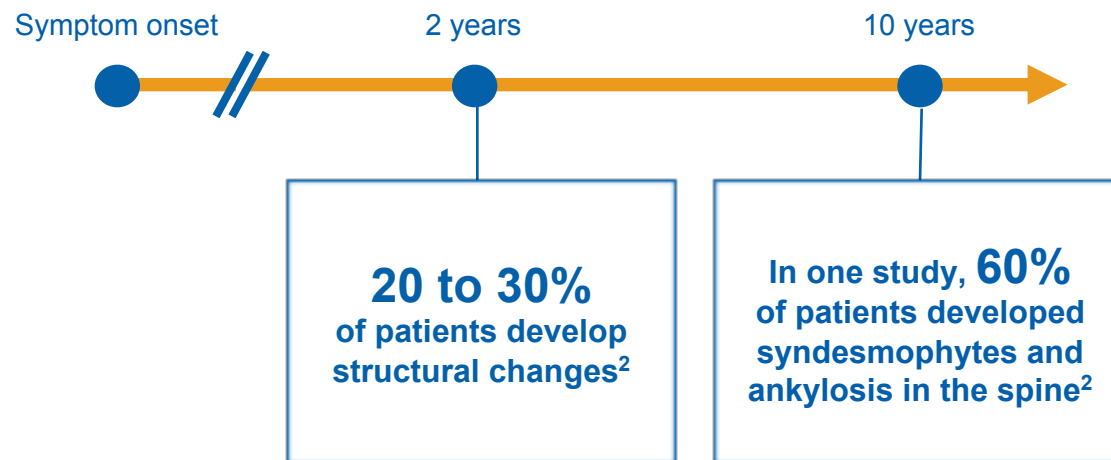 Symptom onset
2 years
10 years
20 to 30%
of patients develop
structural changes²
In one study, 60%
of patients developed
syndesmophytes and
ankylosis in the spine²